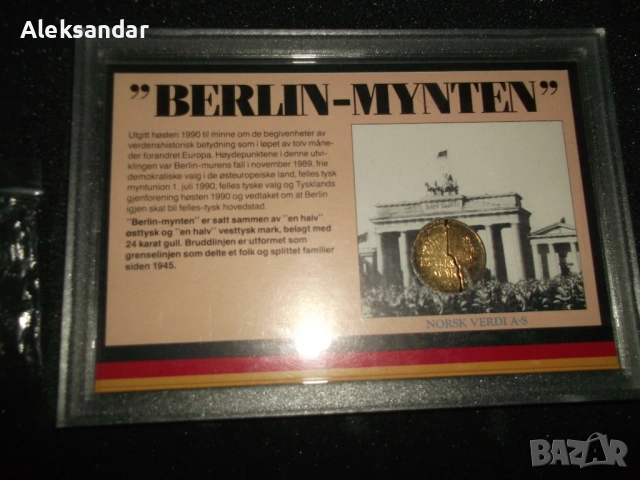 Aleksandar
"BERLIN-MYNTEN"
Utgitt høsten 1990 til minne om de begivenheter av
verdenshistorisk betydning som i løpet av tolv måne-
der forandret Europa. Høydepunktene i denne utvi-
klingen var Berlin-murens fall i november 1989, frie
demokratiske valg i de østeuropeiske land, felles tysk
myntunion 1. juli 1990, felles tyske valg og Tysklands
gjenforening høsten 1990 og vedtaket om at Berlin
igjen skal bli felles-tysk hovedstad.
"Berlin-mynten" er satt sammen av "en halv"
østtysk og "en halv" vesttysk mark, belagt med
24 karat gull. Bruddlinjen er utformet som
grenselinjen som delte et folk og splittet familier
siden 1945.
NORSK VERDI A-S
BAZAR